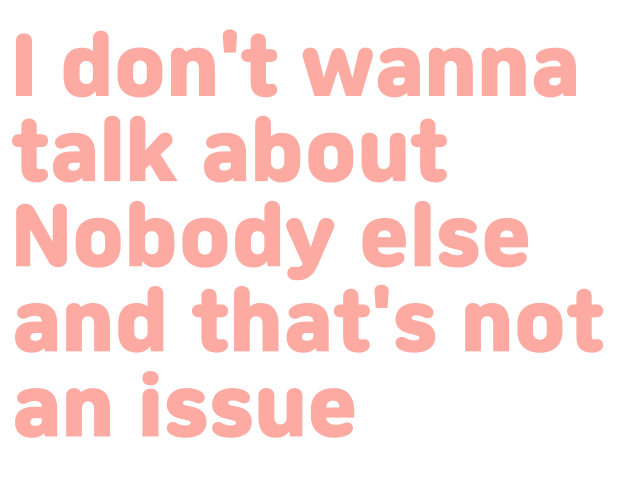 I don't wanna
talk about
Nobody else
and that's not
an issue